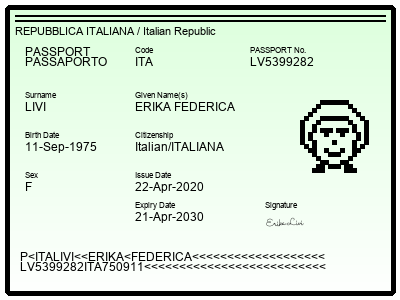 REPUBBLICA ITALIANA / Italian Republic
PASSPORT
PASSAPORTO
Code
ITA
PASSPORT No.
LV5399282
Surname
LIVI
Given Name(s)
ERIKA FEDERICA
Birth Date
11-Sep-1975
Citizenship
Italian/ITALIANA
Sex
F
Issue Date
22-Apr-2020
Expiry Date
21-Apr-2030
Signature
Erika Livi
P<ITALIVI<<ERIKA<FEDERICA<<<<<<<<<<<<<<<<<<<
LV5399282ITA750911<<<<<<<<<<<<<<<<<<<<<<<<<<